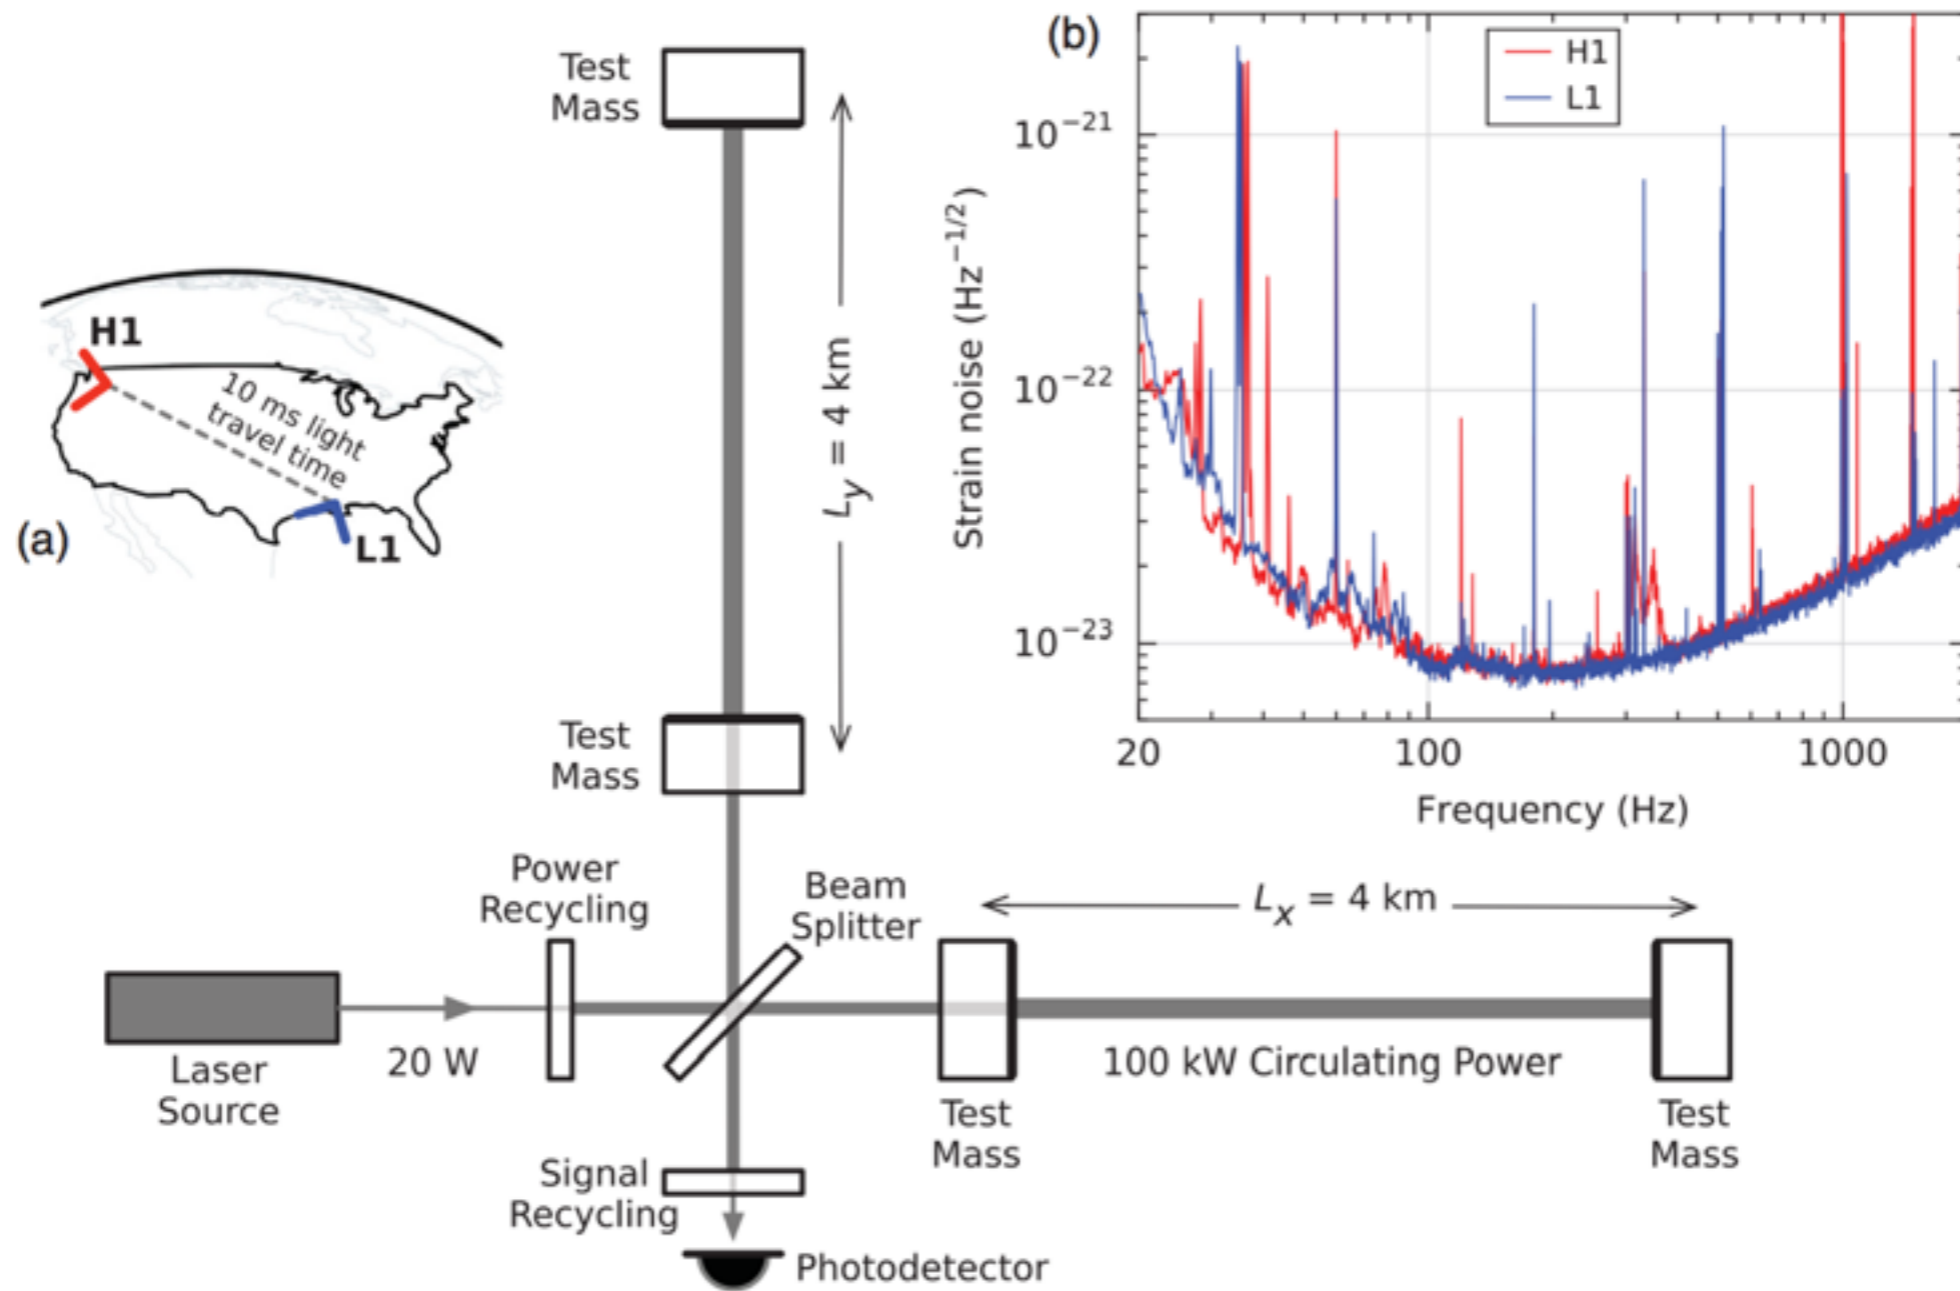 (a)
H1
10 ms light
travel time
L1
Test
Mass
Ly = 4 km
Test
Mass
Power
Recycling
Beam
Splitter
Laser
Source
20 W
Lx = 4 km
100 kW Circulating Power
Test
Mass
Test
Mass
Signal
Recycling
Photodetector
(b)
H1
L1
Strain noise (Hz−1/2)
10−21
10−22
10−23
20
100
1000
Frequency (Hz)